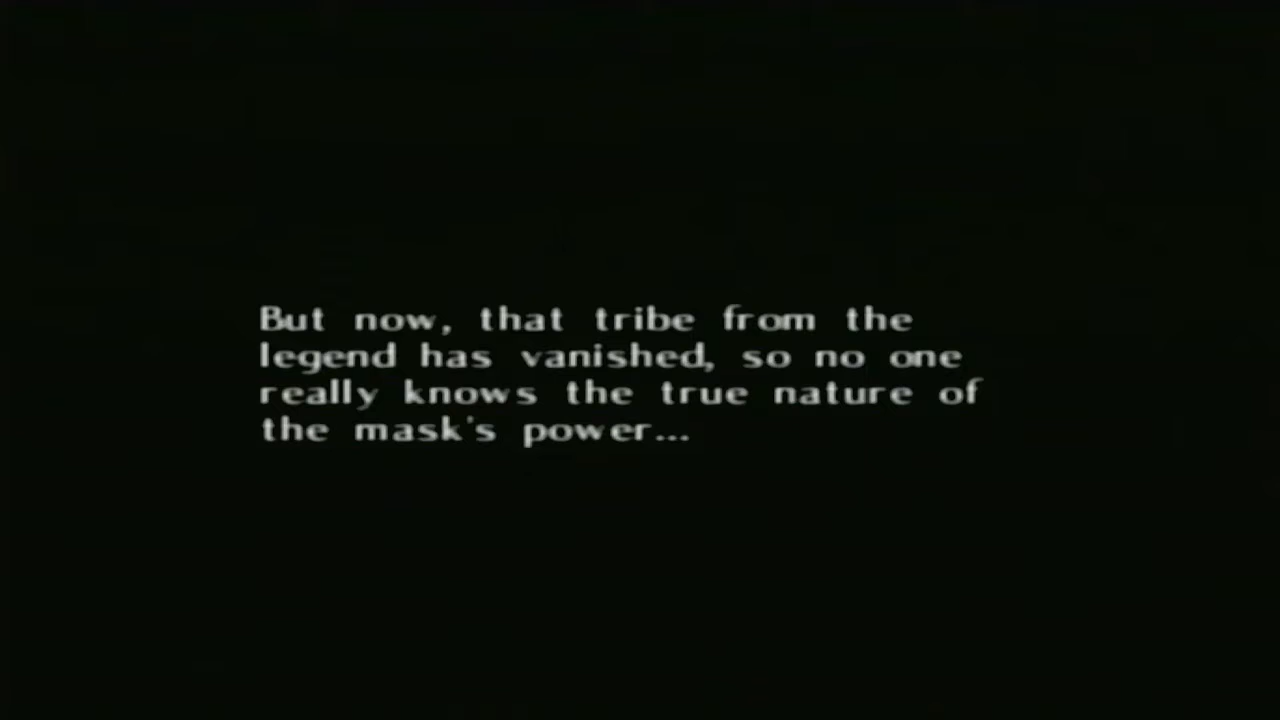 But now, that tribe from the
legend has vanished, so no one
really knows the true nature of
the mask's power...